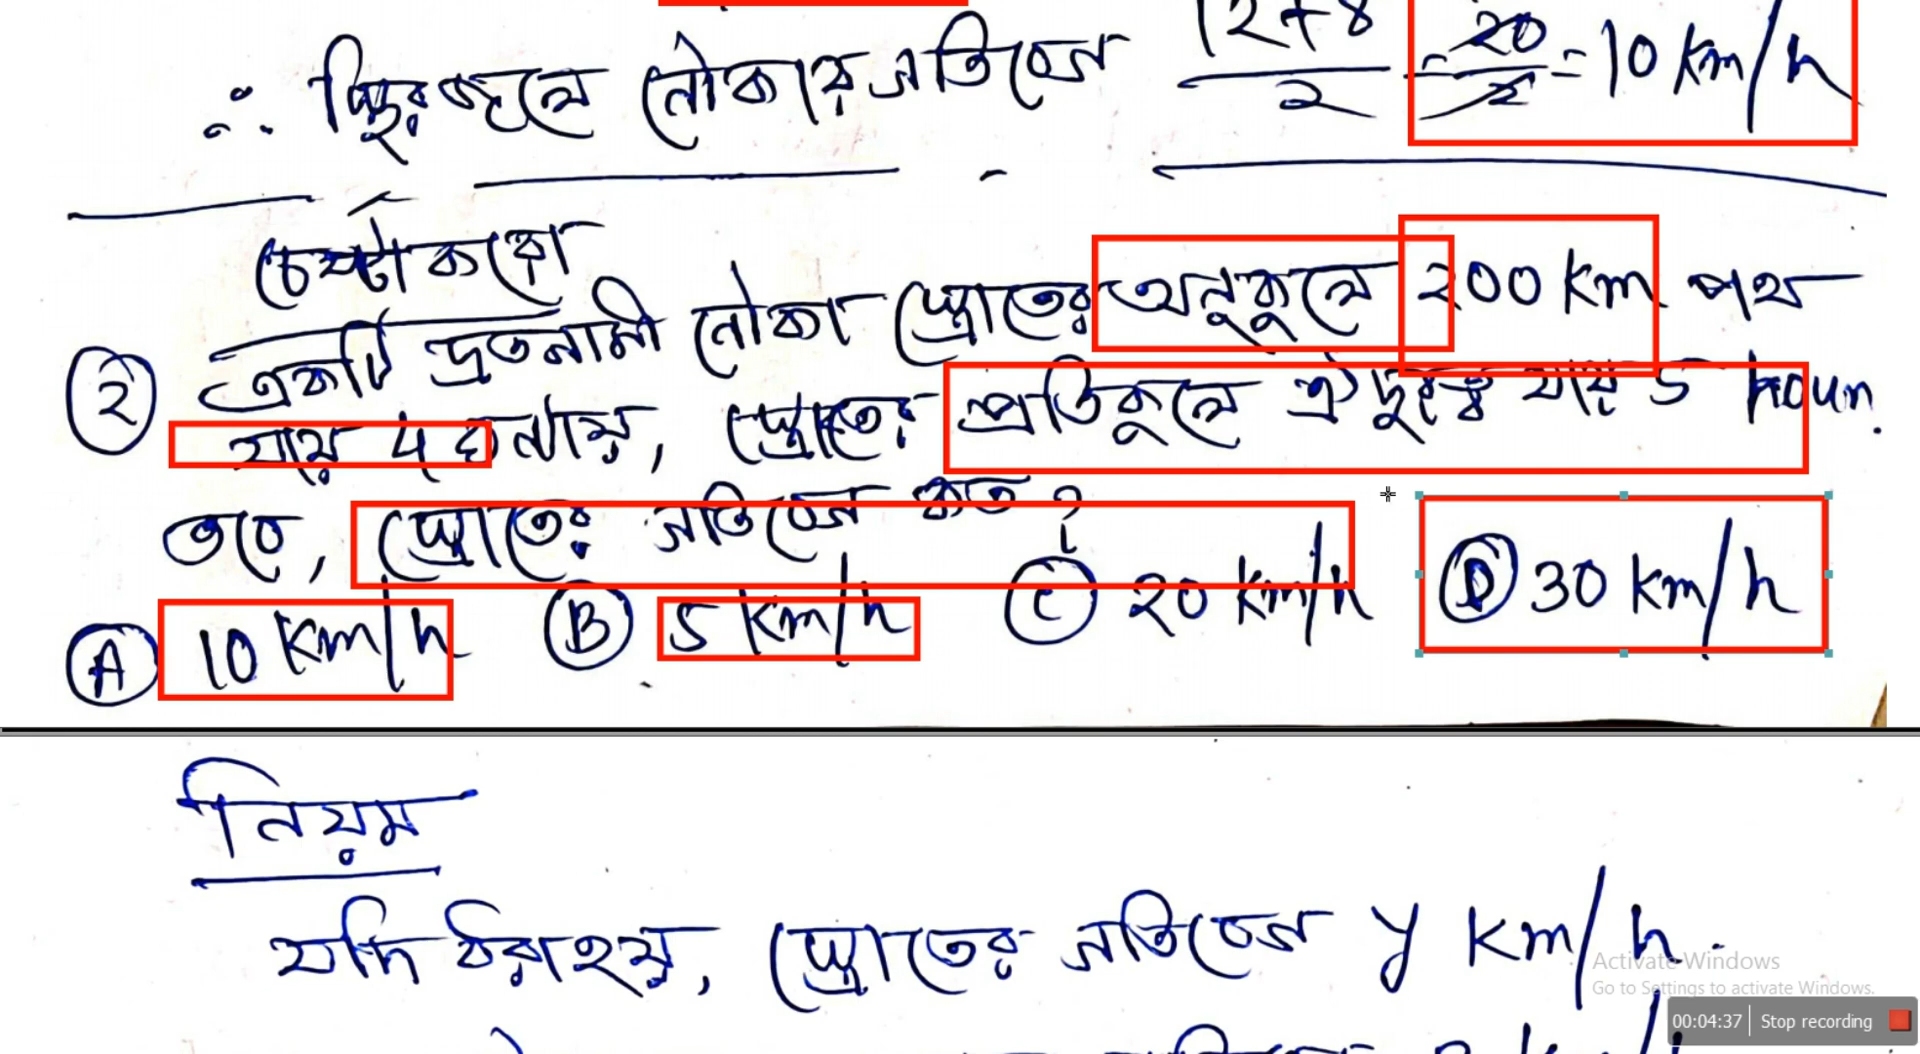 ∴ স্থিরজলে নৌকার গতিবেগ 12+8/2 = 20/2 = 10 km/h
চেষ্টা করো
২ একটি দ্রুতগামী নৌকা স্রোতের অনুকূলে 200 km পথ
যায় 4 ঘন্টায়, স্রোতের প্রতিকূলে ঐ দূরত্ব যায় 5 hour.
তবে, স্রোতের গতিবেগ কত?
A 10 km/h B 5 km/h C 20 km/h D 30 km/h
নিয়ম
যদি ধরা হয়, স্রোতের গতিবেগ y km/h.
Activate Windows
Go to Settings to activate Windows.
00:04:37 Stop recording